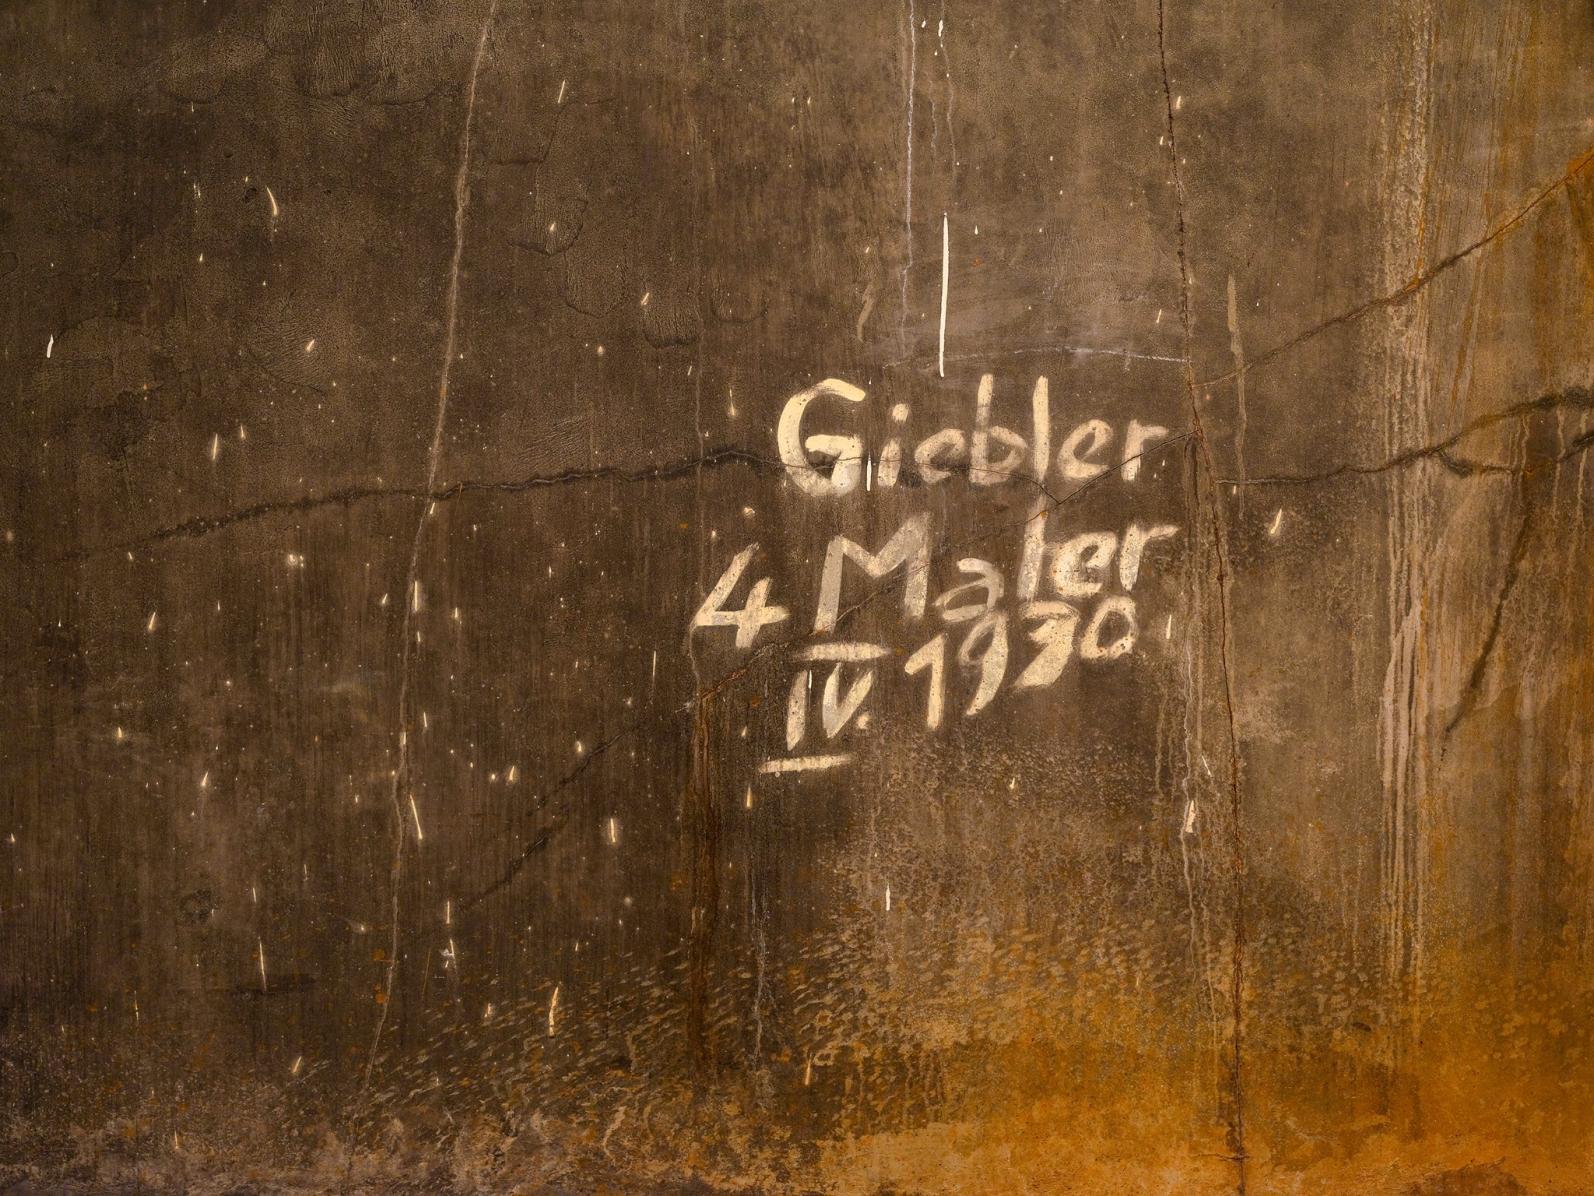 Giebler
4 Maler
IV. 1930